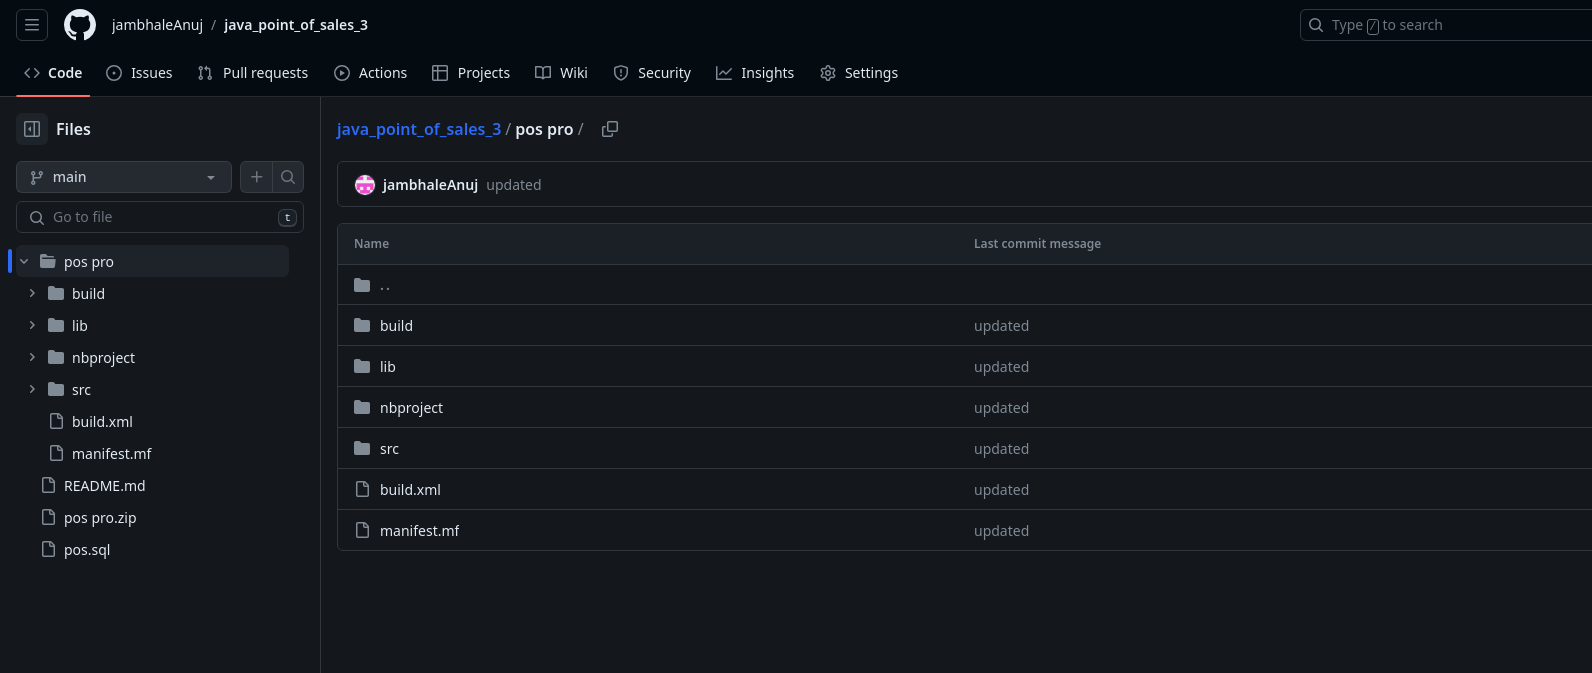 jambhaleAnuj / java_point_of_sales_3
Type / to search
Code Issues Pull requests Actions Projects Wiki Security Insights Settings
Files
main
Go to file t
pos pro
build
lib
nbproject
src
build.xml
manifest.mf
README.md
pos pro.zip
pos.sql
java_point_of_sales_3 / pos pro /
jambhaleAnuj updated
Name Last commit message
..
build updated
lib updated
nbproject updated
src updated
build.xml updated
manifest.mf updated